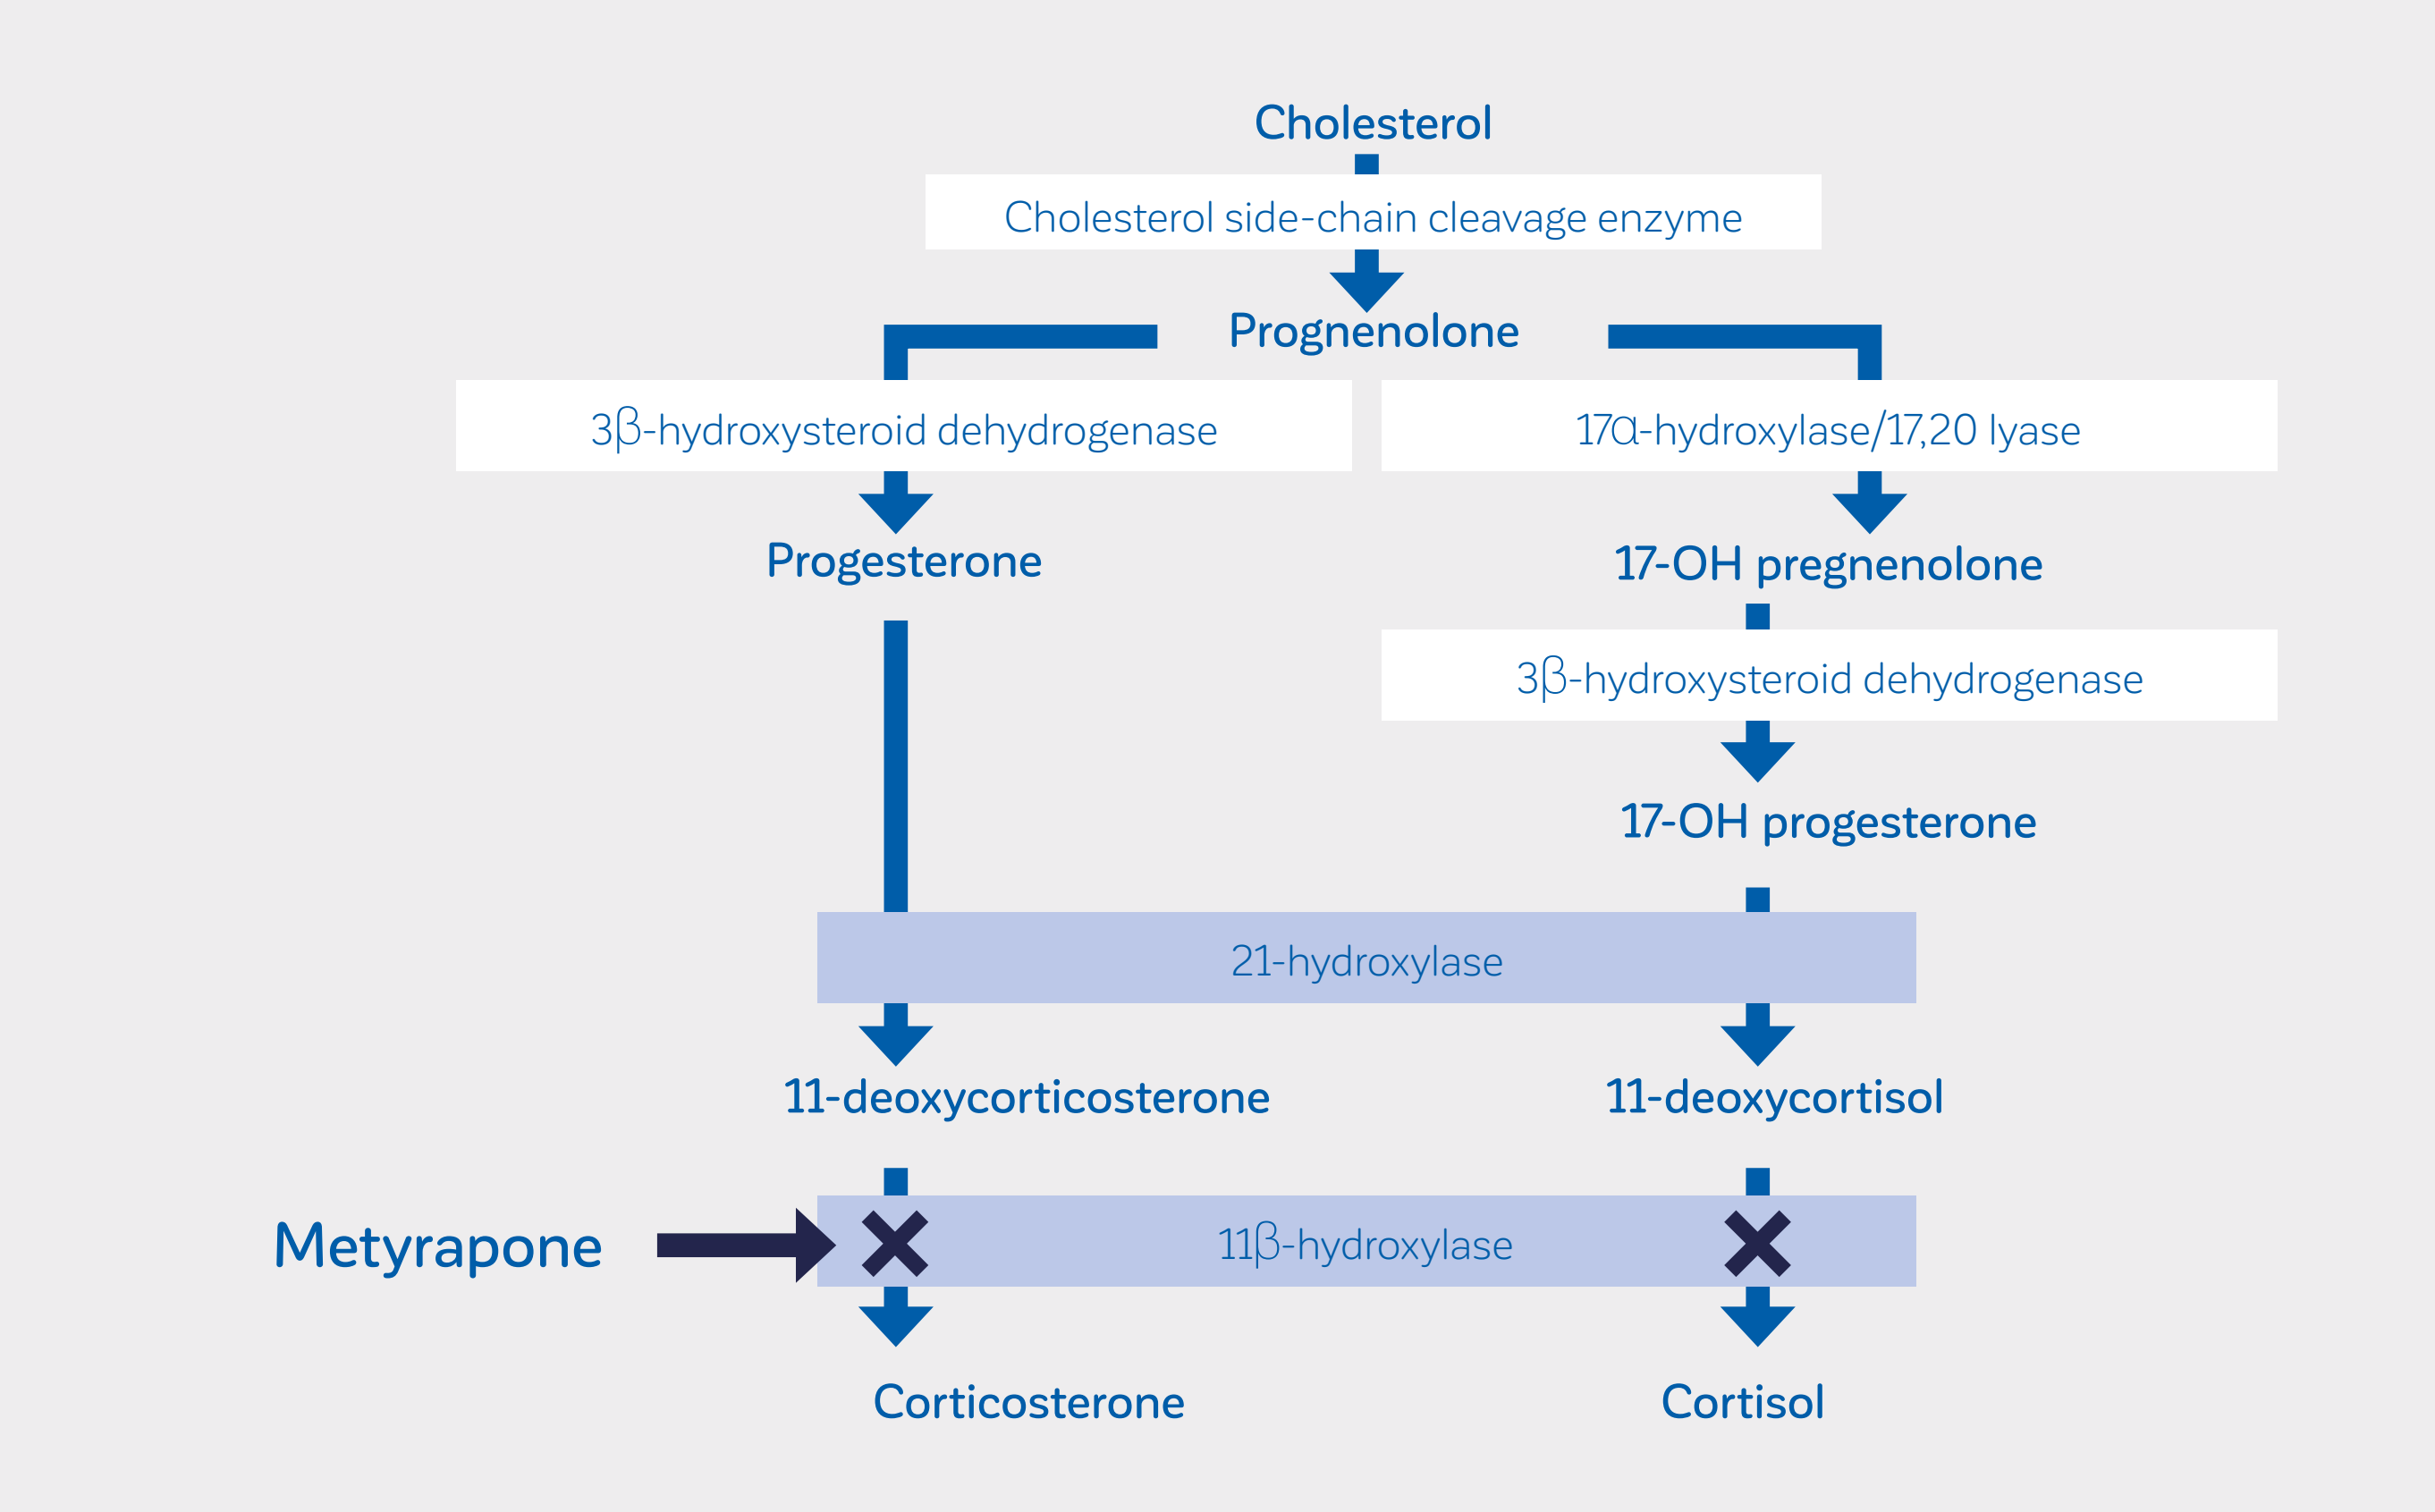 Cholesterol
Cholesterol side-chain cleavage enzyme
Prognenolone
3β-hydroxysteroid dehydrogenase
17α-hydroxylase/17,20 lyase
Progesterone
17-OH pregnenolone
3β-hydroxysteroid dehydrogenase
17-OH progesterone
21-hydroxylase
11-deoxycorticosterone
11-deoxycortisol
Metyrapone
11β-hydroxylase
Corticosterone
Cortisol